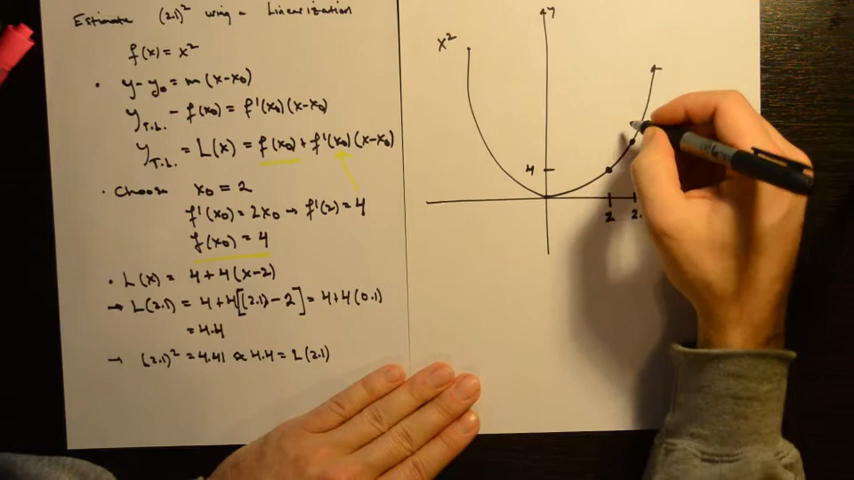 Estimate (2.1)² using a Linearization
f(x) = x²
• y-y₀ = m(x-x₀)
y_T.L. - f(x₀) = f'(x₀)(x-x₀)
y_T.L. = L(x) = f(x₀) + f'(x₀)(x-x₀)
• Choose x₀ = 2
f'(x₀) = 2x₀ → f'(2) = 4
f(x₀) = 4
• L(x) = 4+4(x-2)
→ L(2.1) = 4+4[(2.1)-2] = 4+4(0.1)
= 4.4
→ (2.1)² = 4.41 ≈ 4.4 = L(2.1)
y
x²
4
2
2.